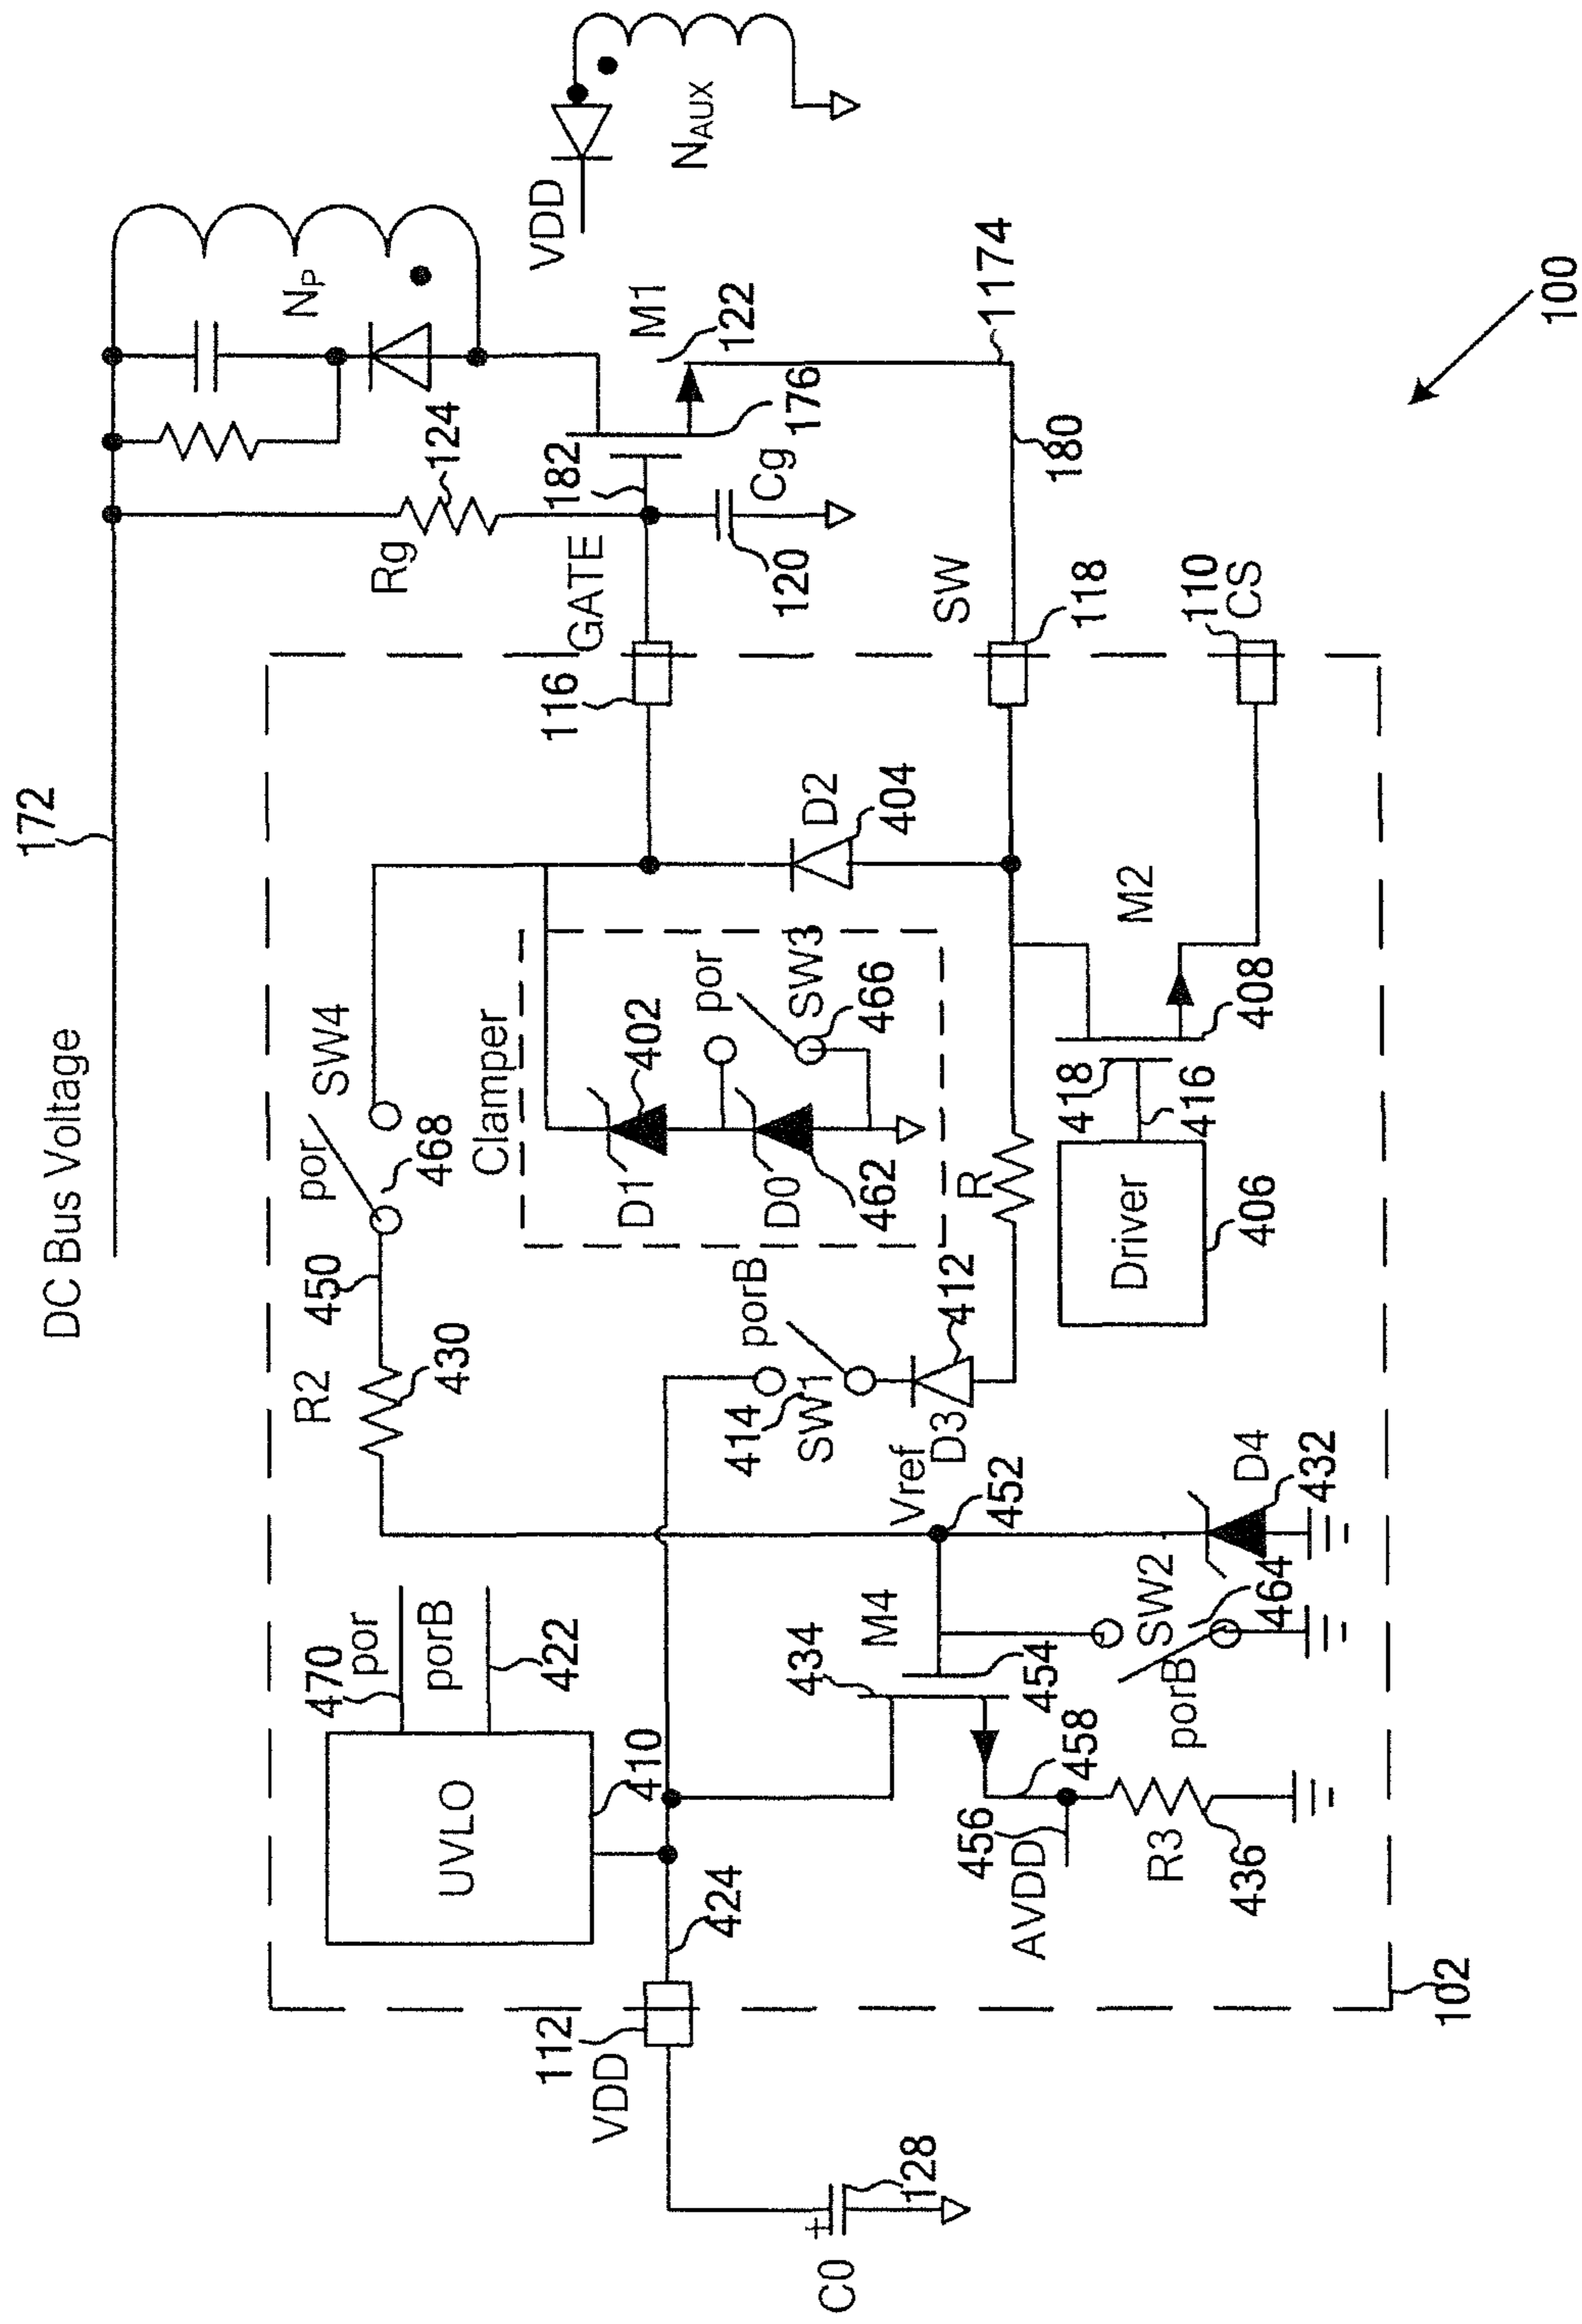 DC Bus Voltage
172
NP
VDD
NAUX
Rg
124
M1
122
176
182
GATE
Cg
120
116
1174
180
SW
118
110
CS
100
470
por
porB
422
UVLO
410
R2
430
450
por
SW4
468
Clamper
D1
402
por
SW3
466
D0
462
D2
404
porB
414
SW1
D3
412
R
M2
418
416
408
Driver
406
Vref
452
D4
432
M4
434
454
SW2
464
porB
458
456
AVDD
R3
436
424
112
VDD
C0
+
128
102